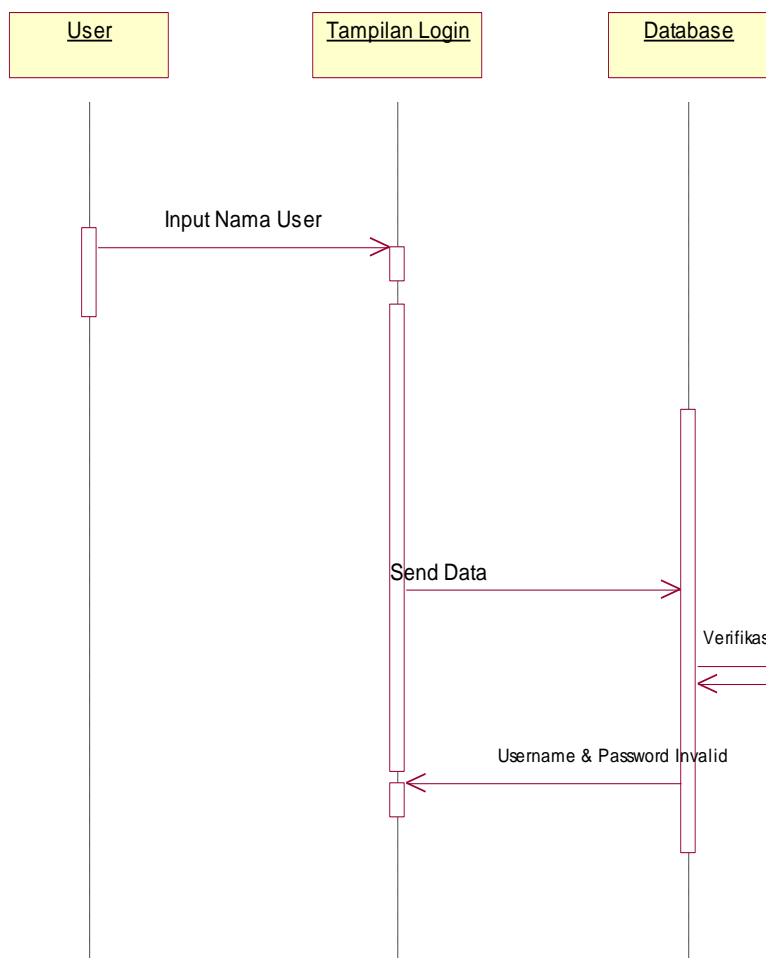 User
Tampilan Login
Database
Input Nama User
Send Data
Verifikas
Username & Password Invalid